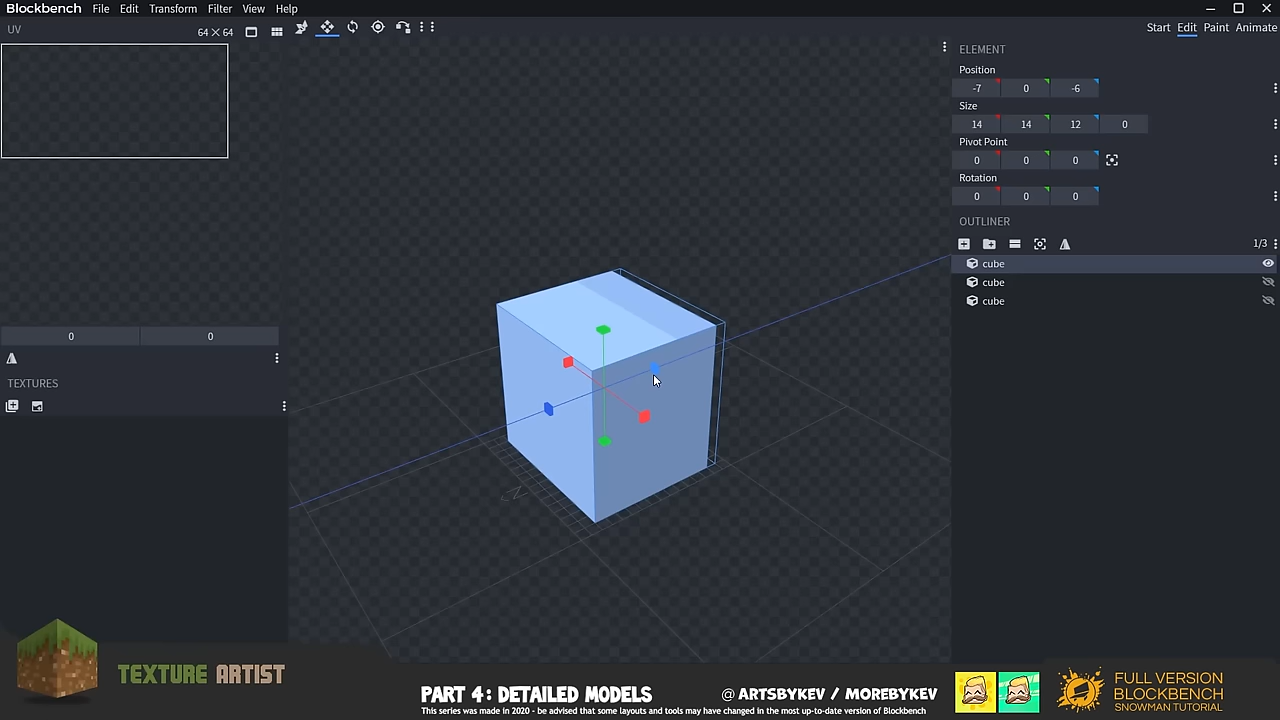 Blockbench File Edit Transform Filter View Help
UV 64 × 64
Start Edit Paint Animate
ELEMENT
Position
-7 0 -6
Size
14 14 12 0
Pivot Point
0 0 0
Rotation
0 0 0
OUTLINER
1/3
cube
cube
cube
0 0
TEXTURES
TEXTURE ARTIST
PART 4: DETAILED MODELS
This series was made in 2020 - be advised that some layouts and tools may have changed in the most up-to-date version of Blockbench
@ARTSBYKEV / MOREBYKEV
FULL VERSION
BLOCKBENCH
SNOWMAN TUTORIAL